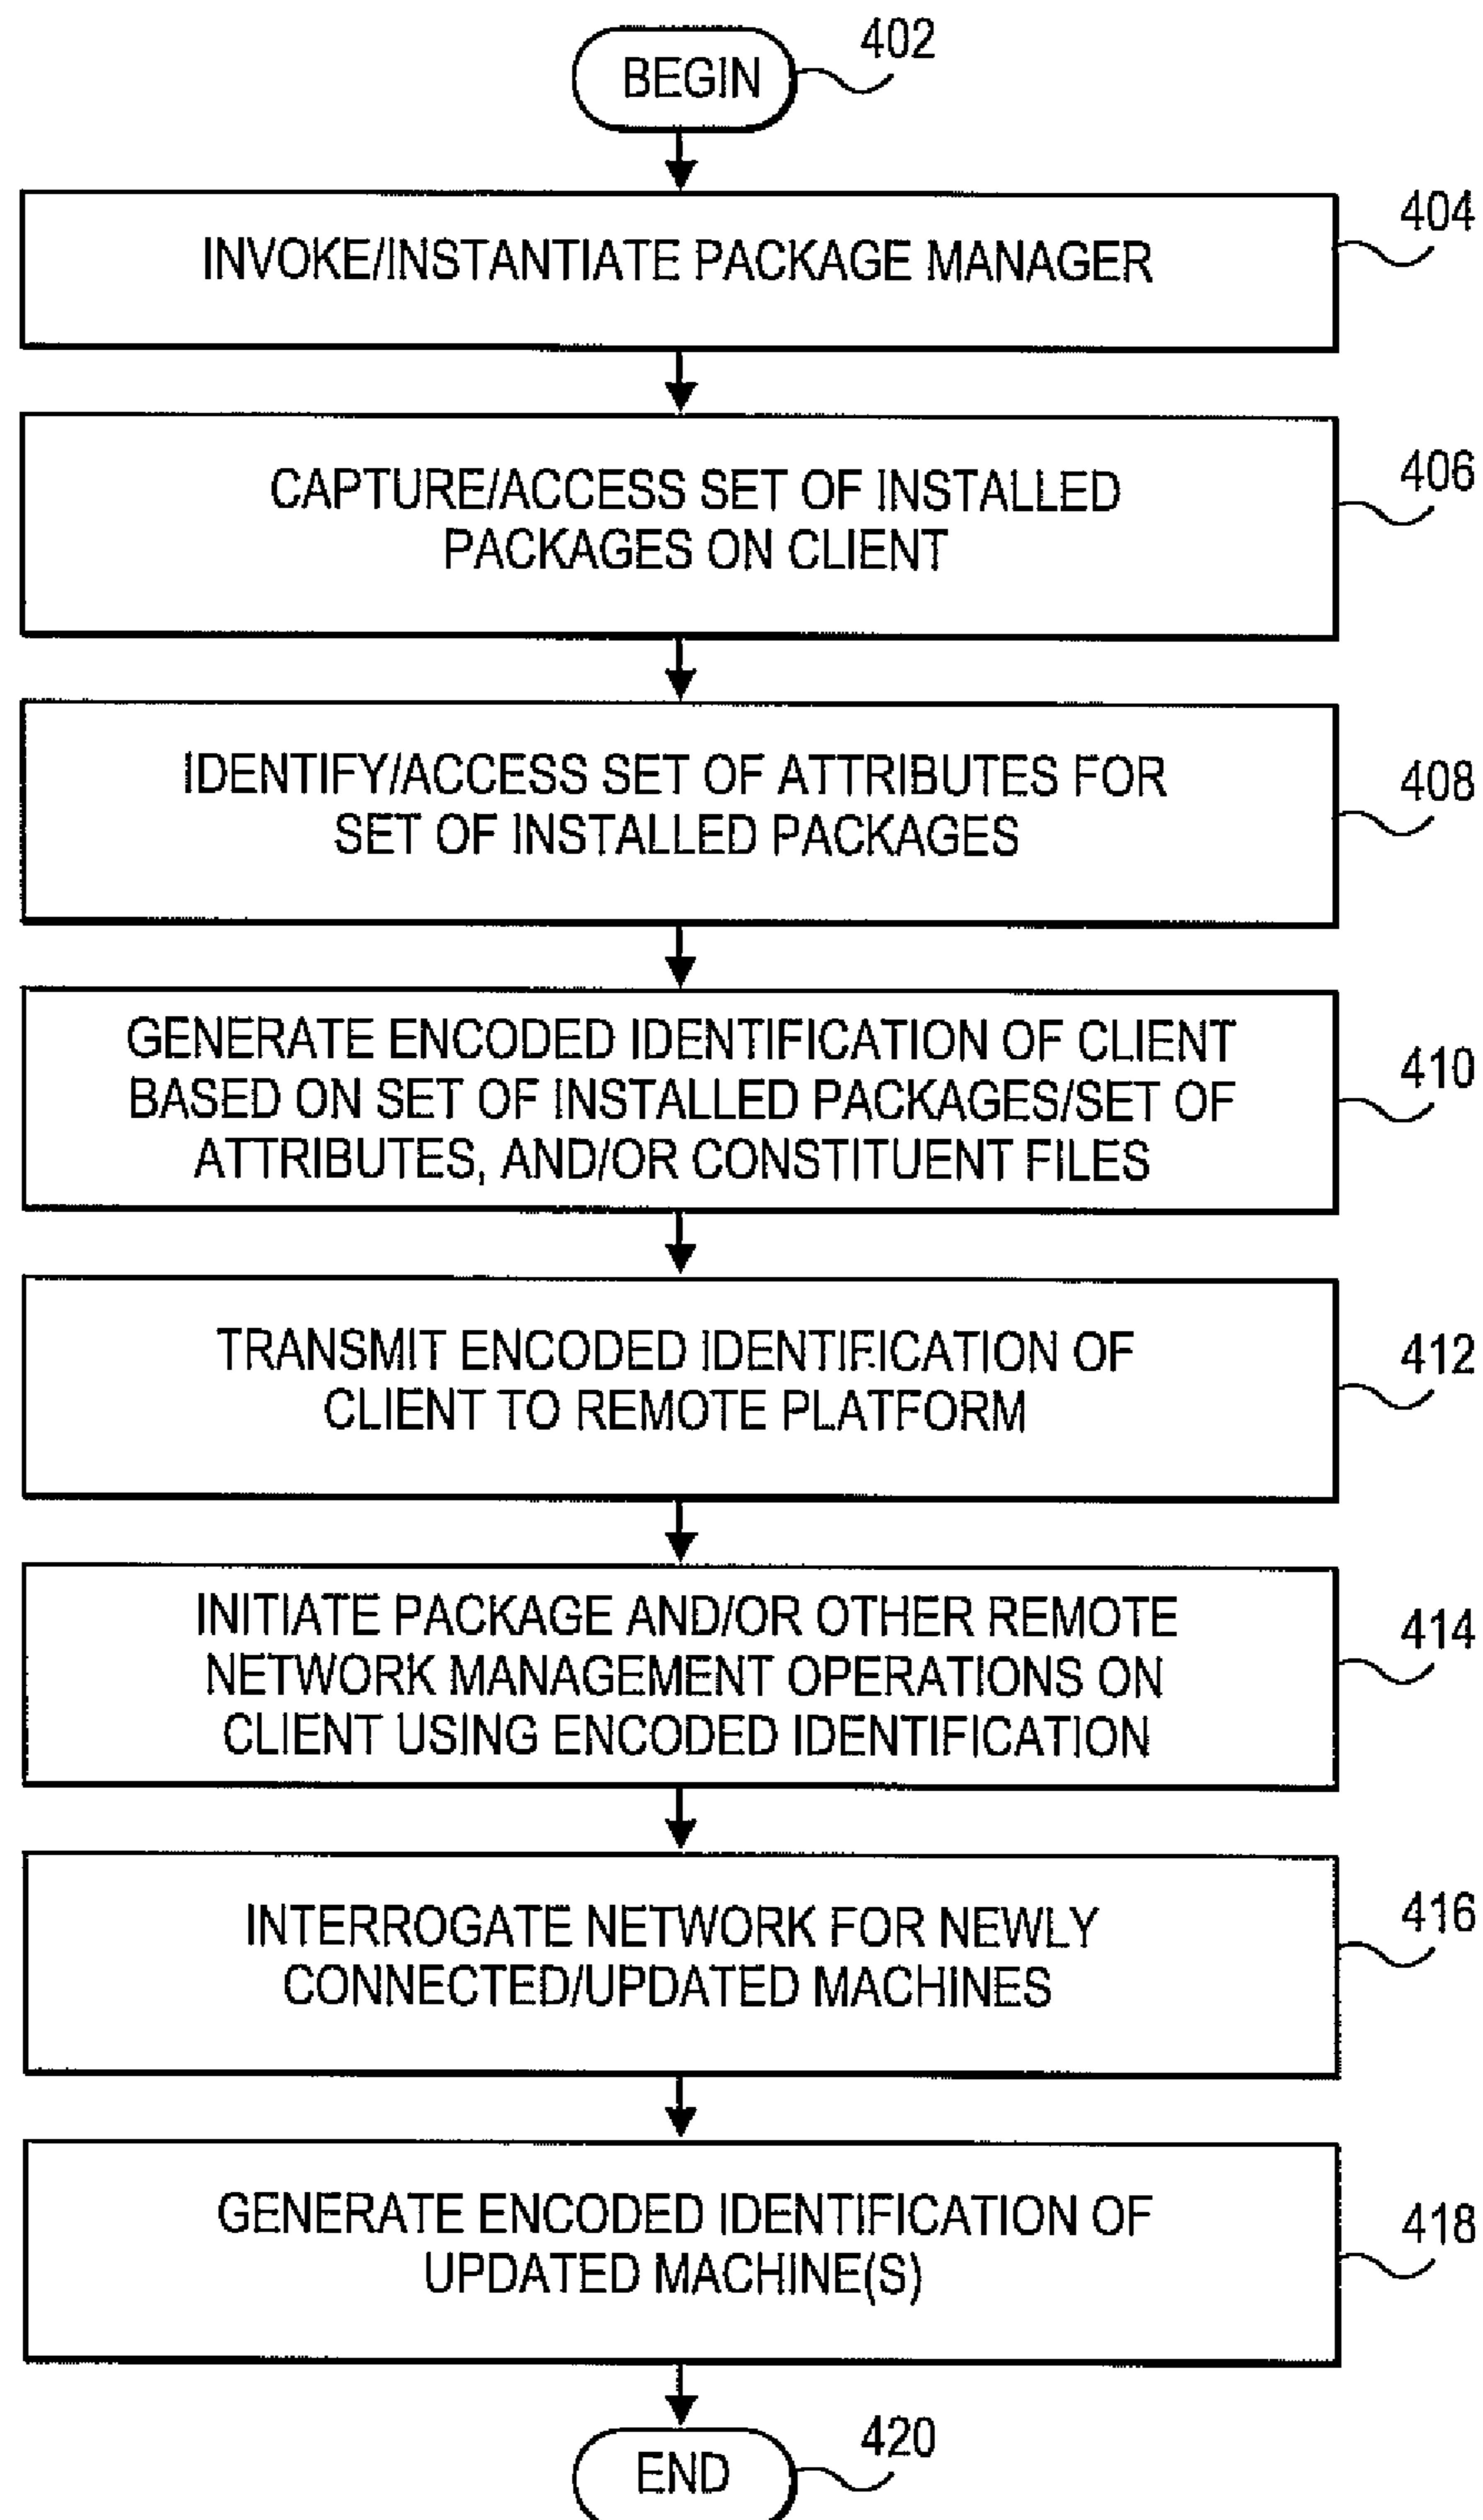 BEGIN
402
INVOKE/INSTANTIATE PACKAGE MANAGER
404
CAPTURE/ACCESS SET OF INSTALLED
PACKAGES ON CLIENT
406
IDENTIFY/ACCESS SET OF ATTRIBUTES FOR
SET OF INSTALLED PACKAGES
408
GENERATE ENCODED IDENTIFICATION OF CLIENT
BASED ON SET OF INSTALLED PACKAGES/SET OF
ATTRIBUTES, AND/OR CONSTITUENT FILES
410
TRANSMIT ENCODED IDENTIFICATION OF
CLIENT TO REMOTE PLATFORM
412
INITIATE PACKAGE AND/OR OTHER REMOTE
NETWORK MANAGEMENT OPERATIONS ON
CLIENT USING ENCODED IDENTIFICATION
414
INTERROGATE NETWORK FOR NEWLY
CONNECTED/UPDATED MACHINES
416
GENERATE ENCODED IDENTIFICATION OF
UPDATED MACHINE(S)
418
END
420